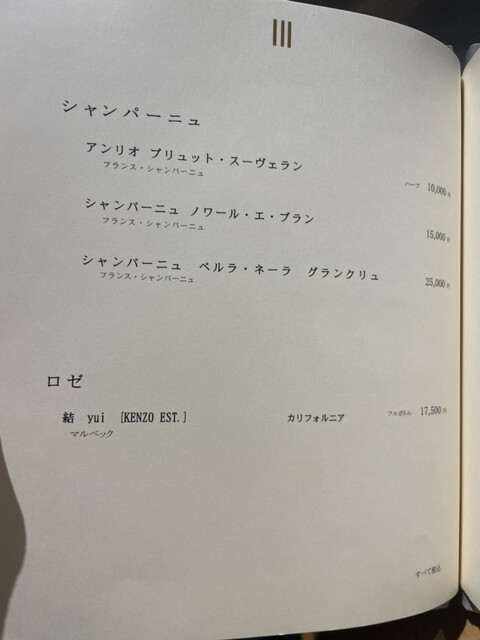 シャンパーニュ
アンリオ ブリュット・スーヴェラン
フランス・シャンパーニュ
ハーフ 10,000円
シャンパーニュ ノワール・エ・ブラン
フランス・シャンパーニュ
15,000円
シャンパーニュ ペルラ・ネーラ グランクリュ
フランス・シャンパーニュ
25,000円
ロゼ
結 yui [KENZO EST.] カリフォルニア フルボトル 17,500円
マルベック
すべて税込